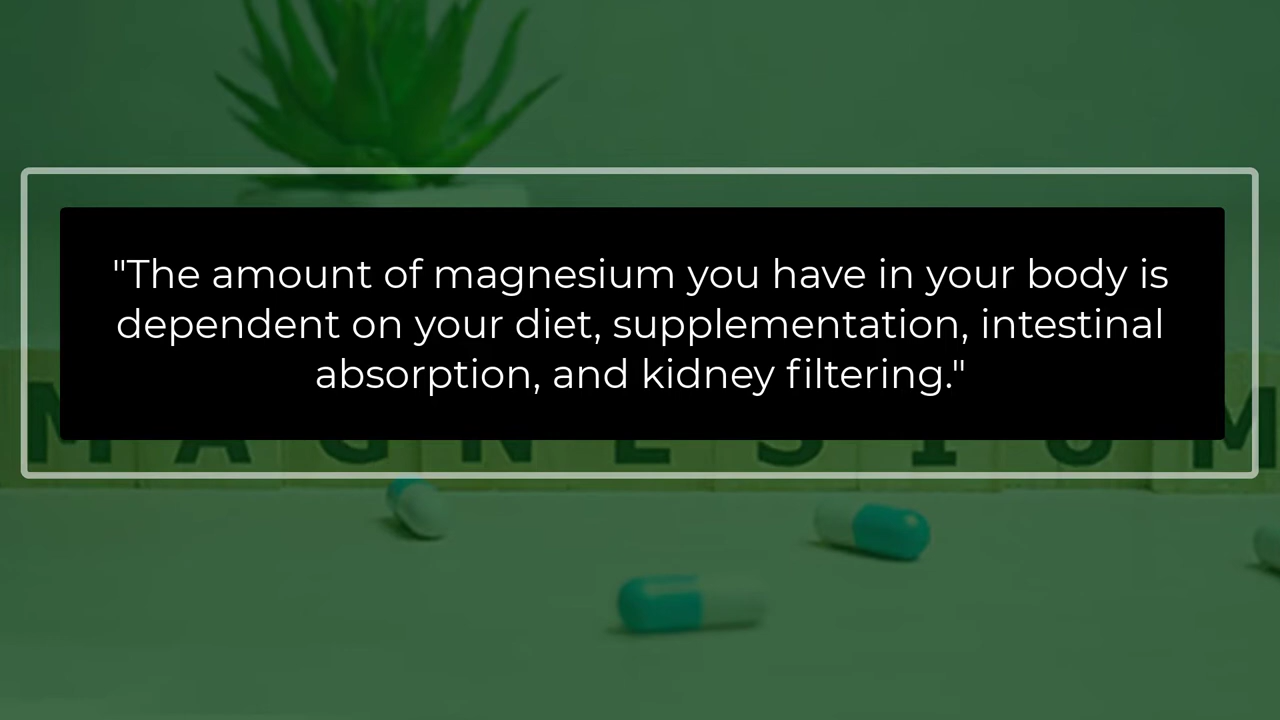 "The amount of magnesium you have in your body is
dependent on your diet, supplementation, intestinal
absorption, and kidney filtering."
MAGNESIUM